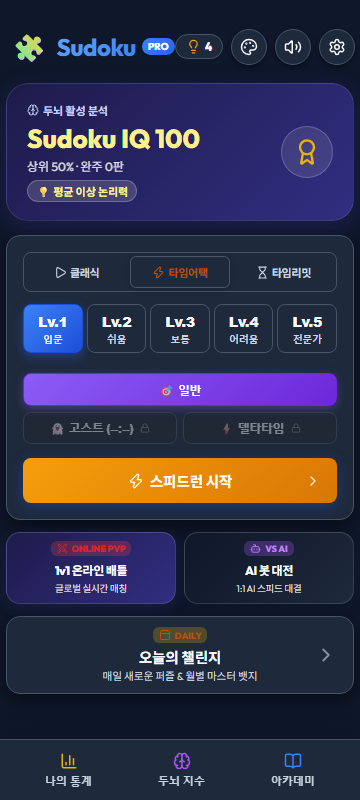 Sudoku PRO 4
두뇌 활성 분석
Sudoku IQ 100
상위 50% · 완주 0판
평균 이상 논리력
클래식 타임어택 타임리밋
Lv.1 Lv.2 Lv.3 Lv.4 Lv.5
입문 쉬움 보통 어려움 전문가
일반
고스트 (--:--) 델타타임
스피드런 시작
ONLINE PVP VS AI
1v1 온라인 배틀 AI 봇 대전
글로벌 실시간 매칭 1:1 AI 스피드 대결
DAILY
오늘의 챌린지
매일 새로운 퍼즐 & 월별 마스터 뱃지
나의 통계 두뇌 지수 아카데미